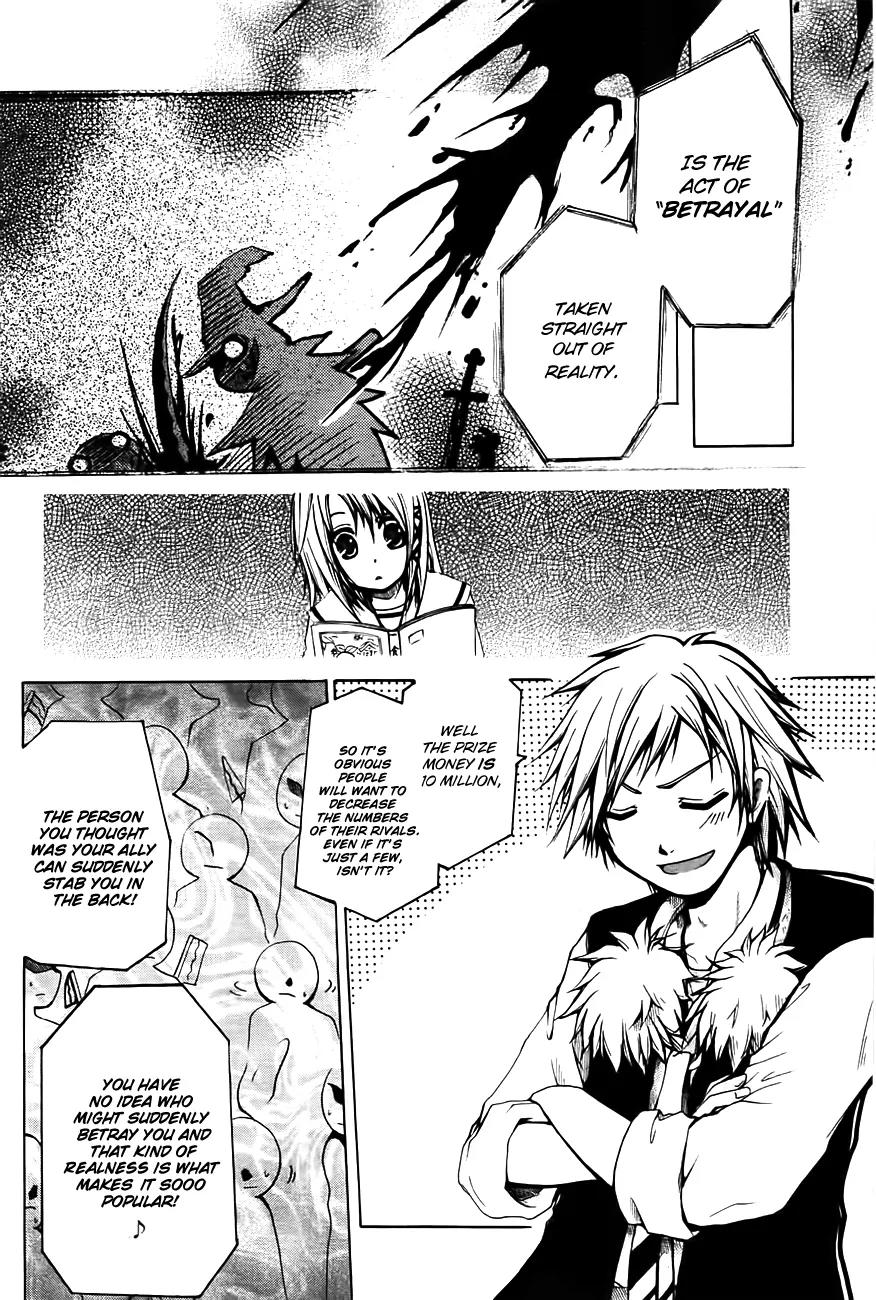 IS THE
ACT OF
"BETRAYAL"
TAKEN
STRAIGHT
OUT OF
REALITY.
WELL
THE PRIZE
MONEY IS
10 MILLION,
SO IT'S
OBVIOUS
PEOPLE
WILL WANT TO
DECREASE
THE NUMBERS
OF THEIR RIVALS.
EVEN IF IT'S
JUST A FEW,
ISN'T IT?
THE PERSON
YOU THOUGHT
WAS YOUR ALLY
CAN SUDDENLY
STAB YOU IN
THE BACK!
YOU HAVE
NO IDEA WHO
MIGHT SUDDENLY
BETRAY YOU AND
THAT KIND OF
REALNESS IS WHAT
MAKES IT SOOO
POPULAR!
♪